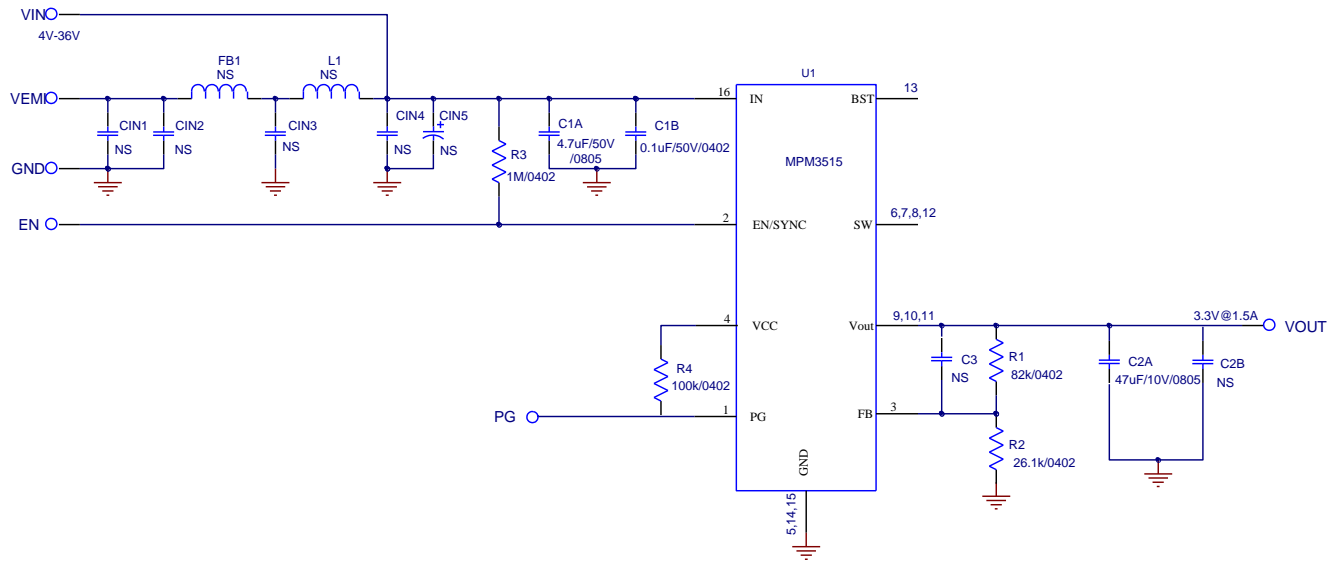 VIN
4V-36V
FB1
NS
L1
NS
VEMI
CIN1
NS
CIN2
NS
CIN3
NS
CIN4
NS
CIN5
+
NS
GND
R3
1M/0402
C1A
4.7uF/50V
/0805
C1B
0.1uF/50V/0402
EN
U1
MPM3515
16
IN
BST
13
2
EN/SYNC
SW
6,7,8,12
4
VCC
Vout
9,10,11
R4
100k/0402
PG
1
PG
FB
3
GND
5,14,15
C3
NS
R1
82k/0402
R2
26.1k/0402
C2A
47uF/10V/0805
C2B
NS
3.3V@1.5A
VOUT